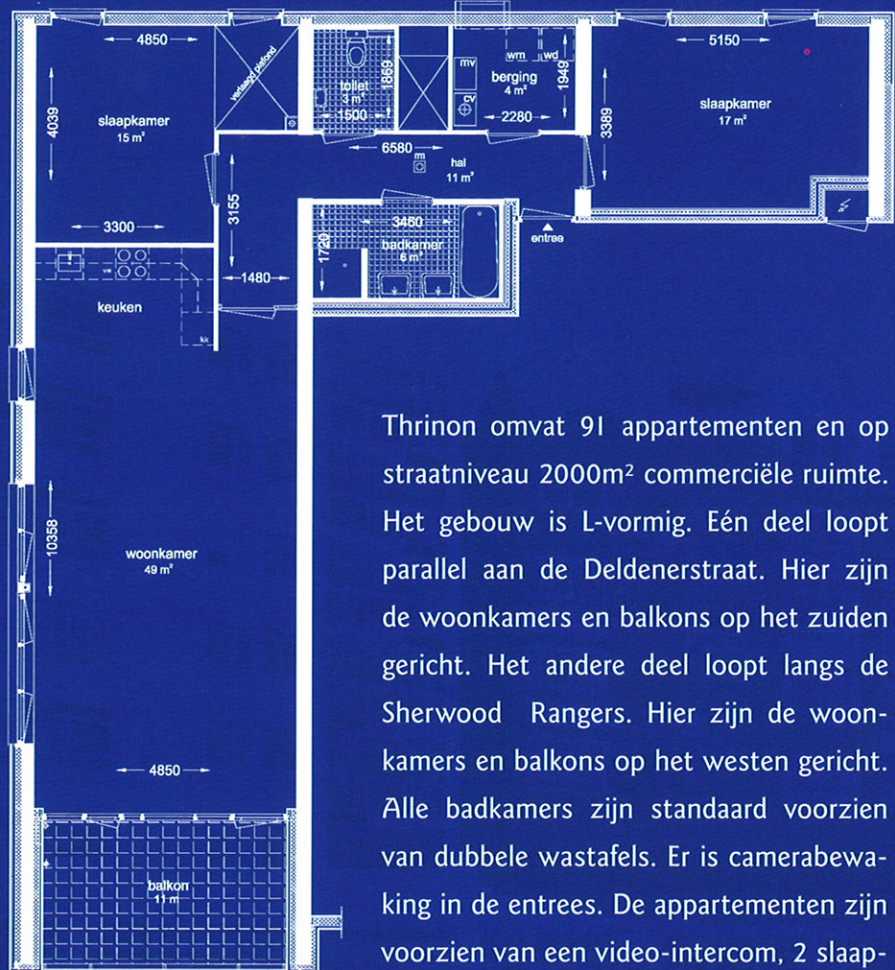 4850
5150
verlaagd plafond
toilet
3 m²
1869
1500
wm
wd
mv
berging
4 m²
cv
1949
2280
4039
slaapkamer
15 m²
slaapkamer
17 m²
3389
6580
rm
hal
11 m²
3155
3300
3460
badkamer
6 m²
1720
entree
1480
vw
keuken
kk
10358
woonkamer
49 m²
4850
balkon
11 m
Thrinon omvat 91 appartementen en op
straatniveau 2000m² commerciële ruimte.
Het gebouw is L-vormig. Eén deel loopt
parallel aan de Deldenerstraat. Hier zijn
de woonkamers en balkons op het zuiden
gericht. Het andere deel loopt langs de
Sherwood Rangers. Hier zijn de woon-
kamers en balkons op het westen gericht.
Alle badkamers zijn standaard voorzien
van dubbele wastafels. Er is camerabewa-
king in de entrees. De appartementen zijn
voorzien van een video-intercom, 2 slaap-